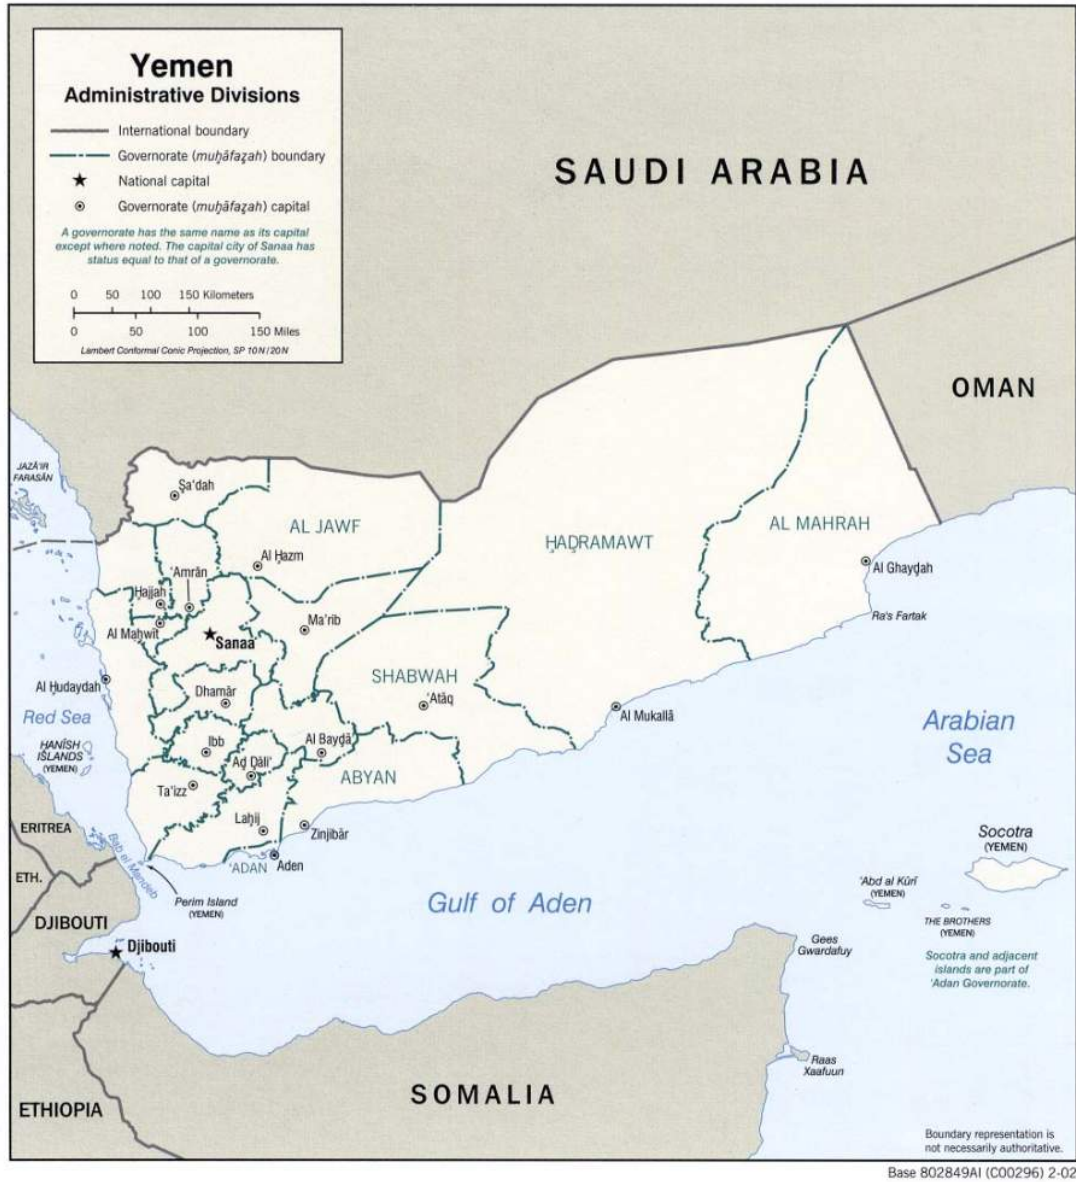 Yemen
Administrative Divisions
International boundary
Governorate (muḩāfaz̧ah) boundary
National capital
Governorate (muḩāfaz̧ah) capital
A governorate has the same name as its capital
except where noted. The capital city of Sanaa has
status equal to that of a governorate.
0 50 100 150 Kilometers
0 50 100 150 Miles
Lambert Conformal Conic Projection, SP 10N/20N
SAUDI ARABIA
OMAN
JAZĀ'IR
FARASĀN
Şa'dah
AL JAWF
Al Ḩazm
'Amrān
Ḩajjah
Al Maḩwīt
Sanaa
Ma'rib
ḨAḐRAMAWT
AL MAHRAH
Al Ghayḑah
Ra's Fartak
Al Ḩudaydah
Dhamār
SHABWAH
'Atāq
Al Mukallā
Red Sea
ḨANĪSH
ISLANDS
(YEMEN)
Ibb
Aḑ Ḑāli'
Al Bayḑā
ABYAN
Ta'izz
Laḩij
Zinjibār
'ADAN
Aden
Arabian
Sea
ERITREA
ETH.
Bab el Mandeb
Perim Island
(YEMEN)
DJIBOUTI
Djibouti
Gulf of Aden
Socotra
(YEMEN)
'Abd al Kūrī
(YEMEN)
THE BROTHERS
(YEMEN)
Socotra and adjacent
islands are part of
'Adan Governorate.
Gees
Gwardafuy
Raas
Xaafuun
ETHIOPIA
SOMALIA
Boundary representation is
not necessarily authoritative.
Base 802849AI (C00296) 2-02